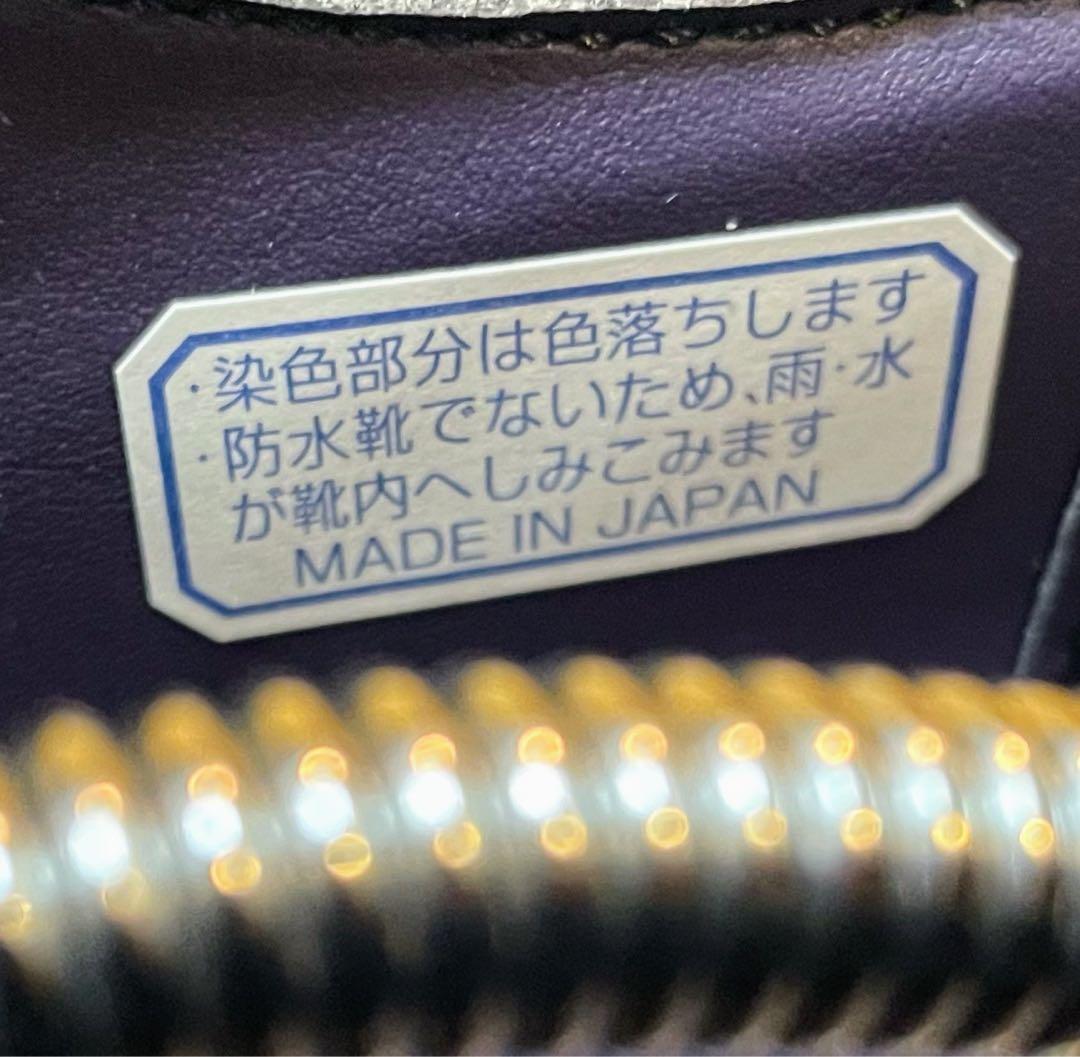 ・染色部分は色落ちします
・防水靴でないため、雨・水
が靴内へしみこみます
MADE IN JAPAN